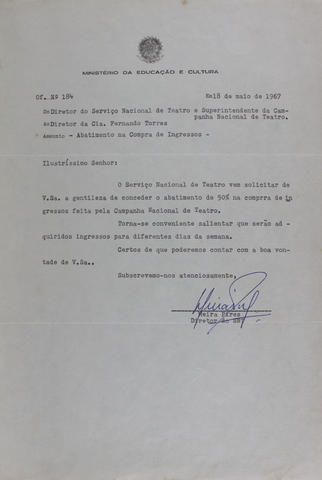 MINISTÉRIO DA EDUCAÇÃO E CULTURA
Of. Nº 184 Em 18 de maio de 1967
Do Diretor do Serviço Nacional de Teatro e Superintendente da Cam-
panha Nacional de Teatro.
Ao Diretor da Cia. Fernando Torres
Assunto - Abatimento na Compra de Ingressos -
Ilustríssimo Senhor:
O Serviço Nacional de Teatro vem solicitar de
V.Sa. a gentileza de conceder o abatimento de 50% na compra de in
gressos feita pela Campanha Nacional de Teatro.
Torna-se conveniente salientar que serão ad-
quiridos ingressos para diferentes dias da semana.
Certos de que poderemos contar com a boa von-
tade de V.Sa..
Subscrevemo-nos atenciosamente,
Meira Pires
Diretor do SNT